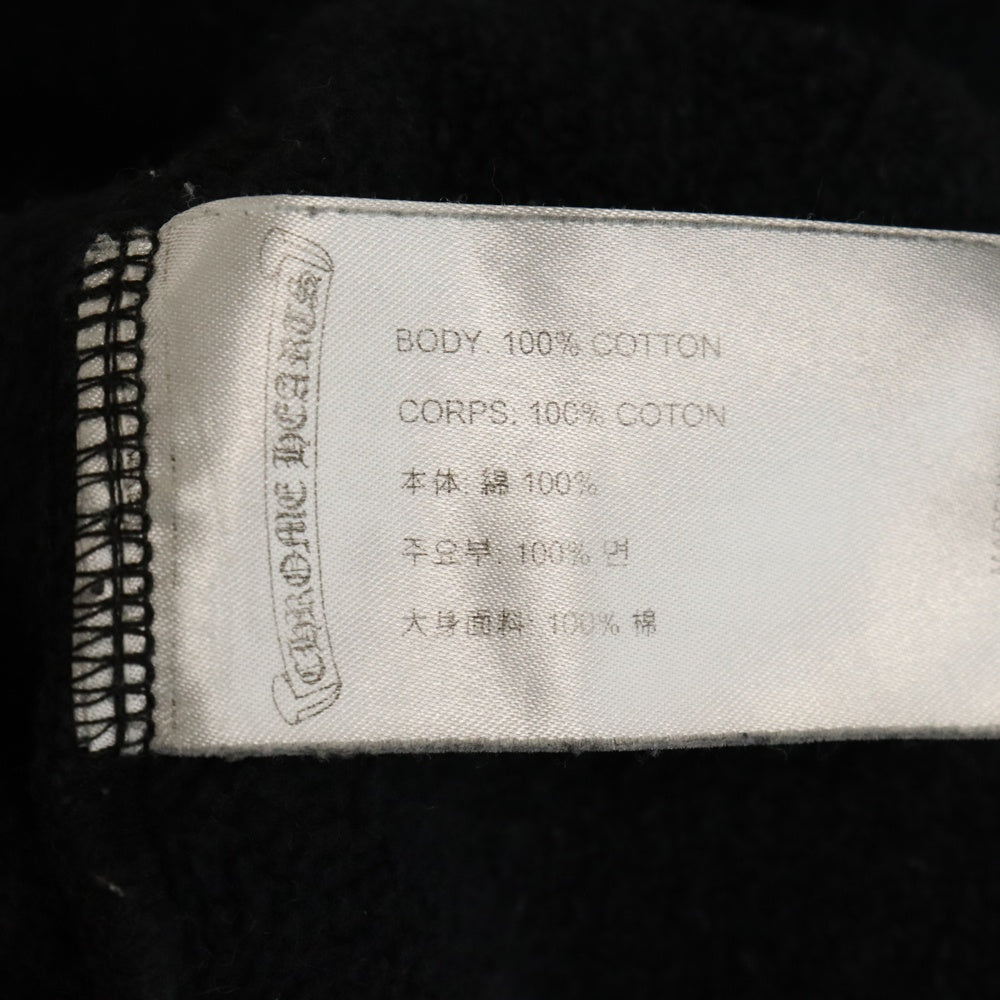 CHROME HEARTS
BODY. 100% COTTON
CORPS. 100% COTON
本体: 綿 100%
주요부: 100% 면
大身面料: 100% 棉